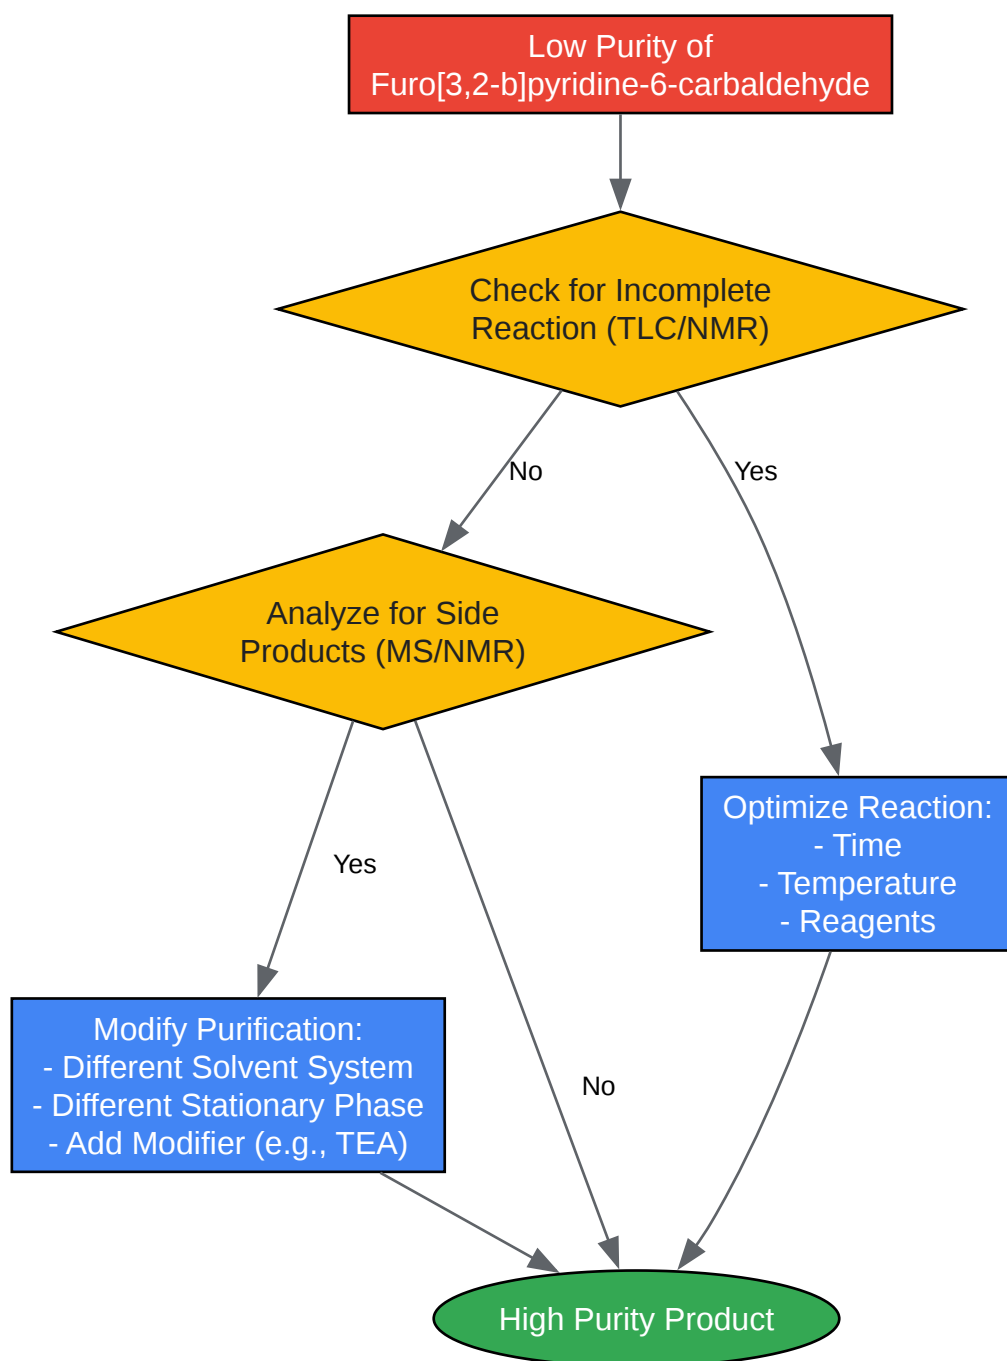 Low Purity of
Furo[3,2-b]pyridine-6-carbaldehyde
Check for Incomplete
Reaction (TLC/NMR)
No
Yes
Analyze for Side
Products (MS/NMR)
Optimize Reaction:
- Time
- Temperature
- Reagents
Yes
Modify Purification:
- Different Solvent System
- Different Stationary Phase
- Add Modifier (e.g., TEA)
No
High Purity Product